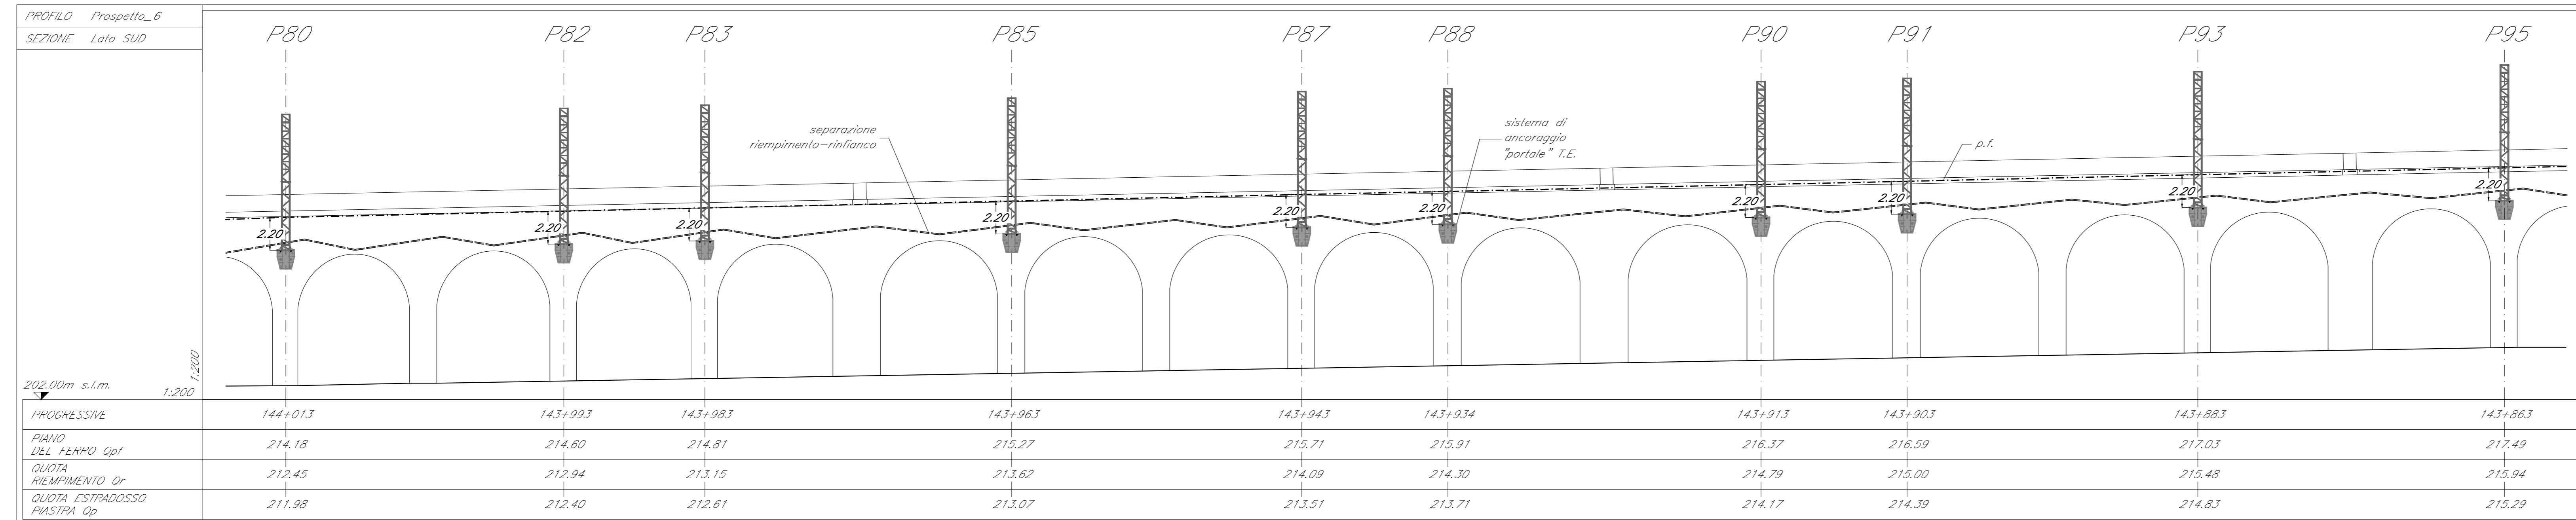 PROFILO Prospetto_6
SEZIONE Lato SUD
P80 P82 P83 P85 P87 P88 P90 P91 P93 P95
separazione
riempimento-rinfianco
sistema di
ancoraggio
"portale" T.E.
p.f.
2.20 2.20 2.20 2.20 2.20 2.20 2.20 2.20 2.20 2.20
1:200
202.00m s.l.m. 1:200
PROGRESSIVE 144+013 143+993 143+983 143+963 143+943 143+934 143+913 143+903 143+883 143+863
PIANO
DEL FERRO Qpf 214.18 214.60 214.81 215.27 215.71 215.91 216.37 216.59 217.03 217.49
QUOTA
RIEMPIMENTO Qr 212.45 212.94 213.15 213.62 214.09 214.30 214.79 215.00 215.48 215.94
QUOTA ESTRADOSSO
PIASTRA Qp 211.98 212.40 212.61 213.07 213.51 213.71 214.17 214.39 214.83 215.29